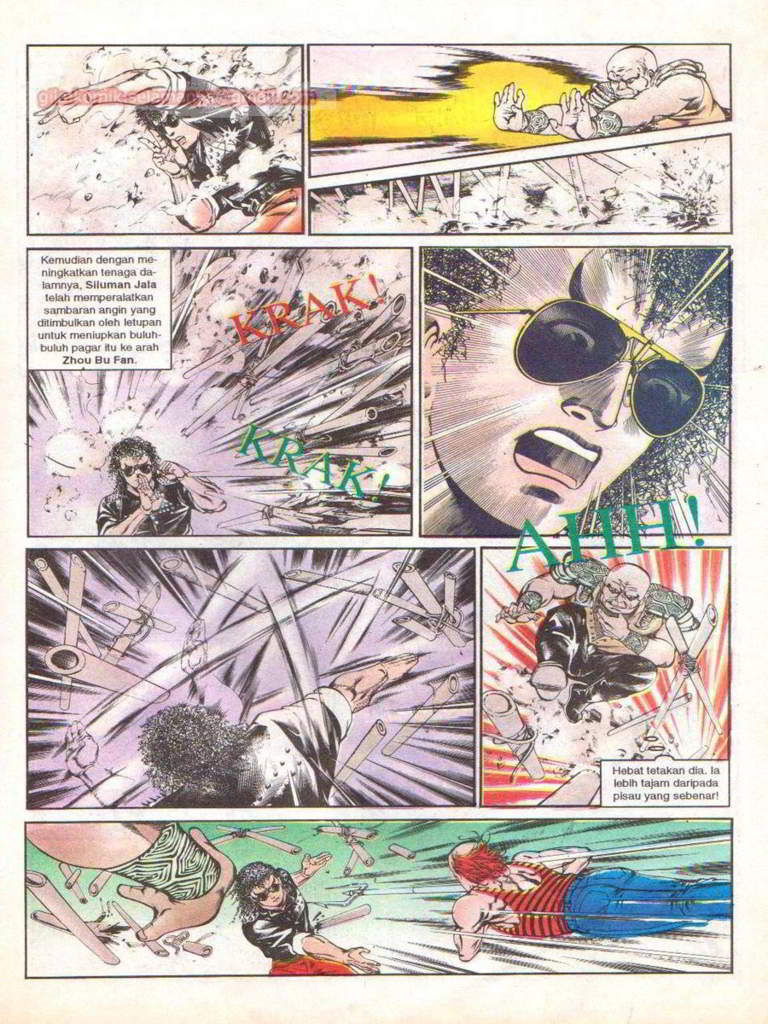 Kemudian dengan me-
ningkatkan tenaga da-
lamnya, Siluman Jala
telah memperalatkan
sambaran angin yang
ditimbulkan oleh letupan
untuk meniupkan buluh-
buluh pagar itu ke arah
Zhou Bu Fan.
KRAK!
KRAK!
AHH!
Hebat tetakan dia. Ia
lebih tajam daripada
pisau yang sebenar!